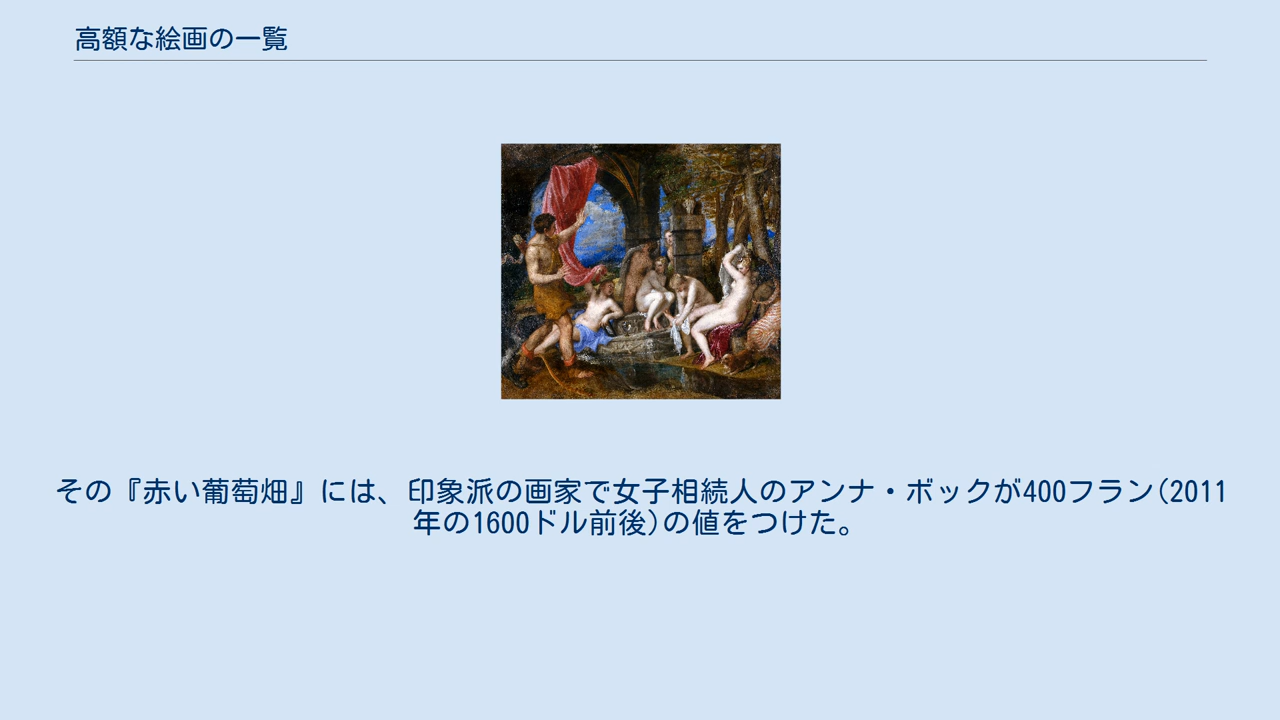 高額な絵画の一覧
その『赤い葡萄畑』には、印象派の画家で女子相続人のアンナ・ボックが400フラン(2011
年の1600ドル前後)の値をつけた。